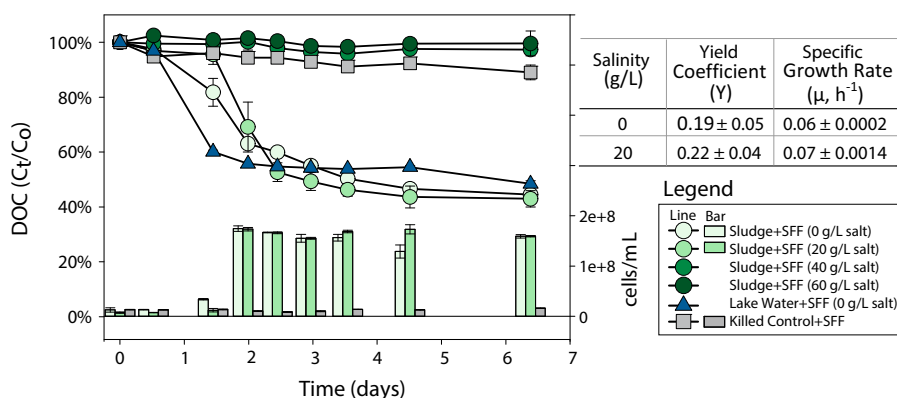 100%
80%
60%
40%
20%
0%
DOC (Ct/Co)
0 1 2 3 4 5 6 7
Time (days)
2e+8
1e+8
0
cells/mL
Salinity (g/L) Yield Coefficient (Y) Specific Growth Rate (μ, h⁻¹)
0 0.19 ± 0.05 0.06 ± 0.0002
20 0.22 ± 0.04 0.07 ± 0.0014
Legend
Line Bar
Sludge+SFF (0 g/L salt)
Sludge+SFF (20 g/L salt)
Sludge+SFF (40 g/L salt)
Sludge+SFF (60 g/L salt)
Lake Water+SFF (0 g/L salt)
Killed Control+SFF